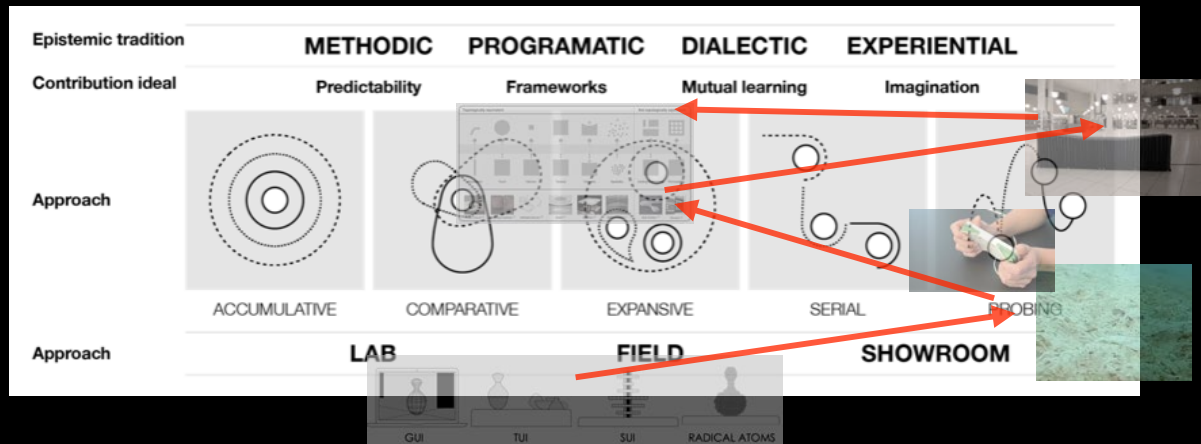 Epistemic tradition METHODIC PROGRAMATIC DIALECTIC EXPERIENTIAL
Contribution ideal Predictability Frameworks Mutual learning Imagination
Approach
ACCUMULATIVE COMPARATIVE EXPANSIVE SERIAL PROBING
Approach LAB FIELD SHOWROOM
GUI TUI SUI RADICAL ATOMS